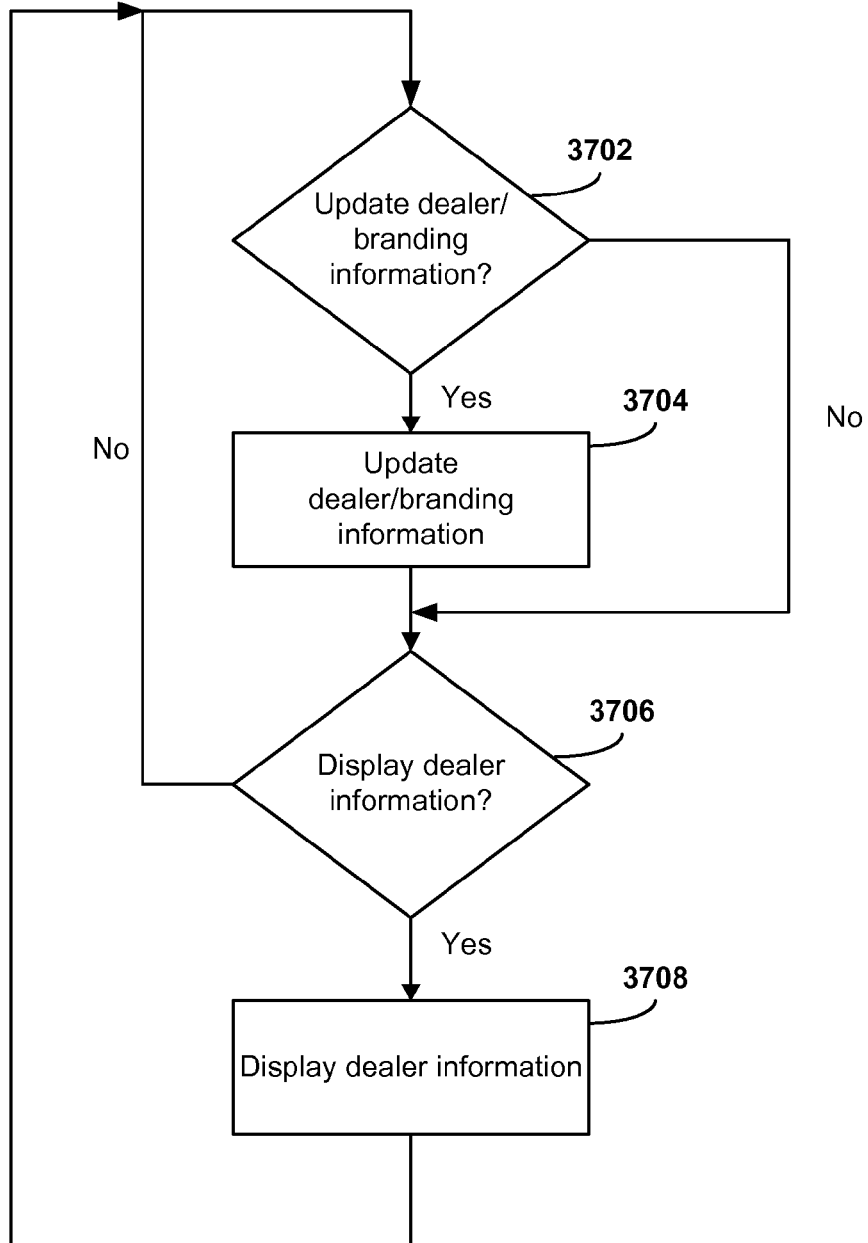 3702
Update dealer/
branding
information?
Yes
3704
No
No
Update
dealer/branding
information
3706
Display dealer
information?
Yes
3708
Display dealer information